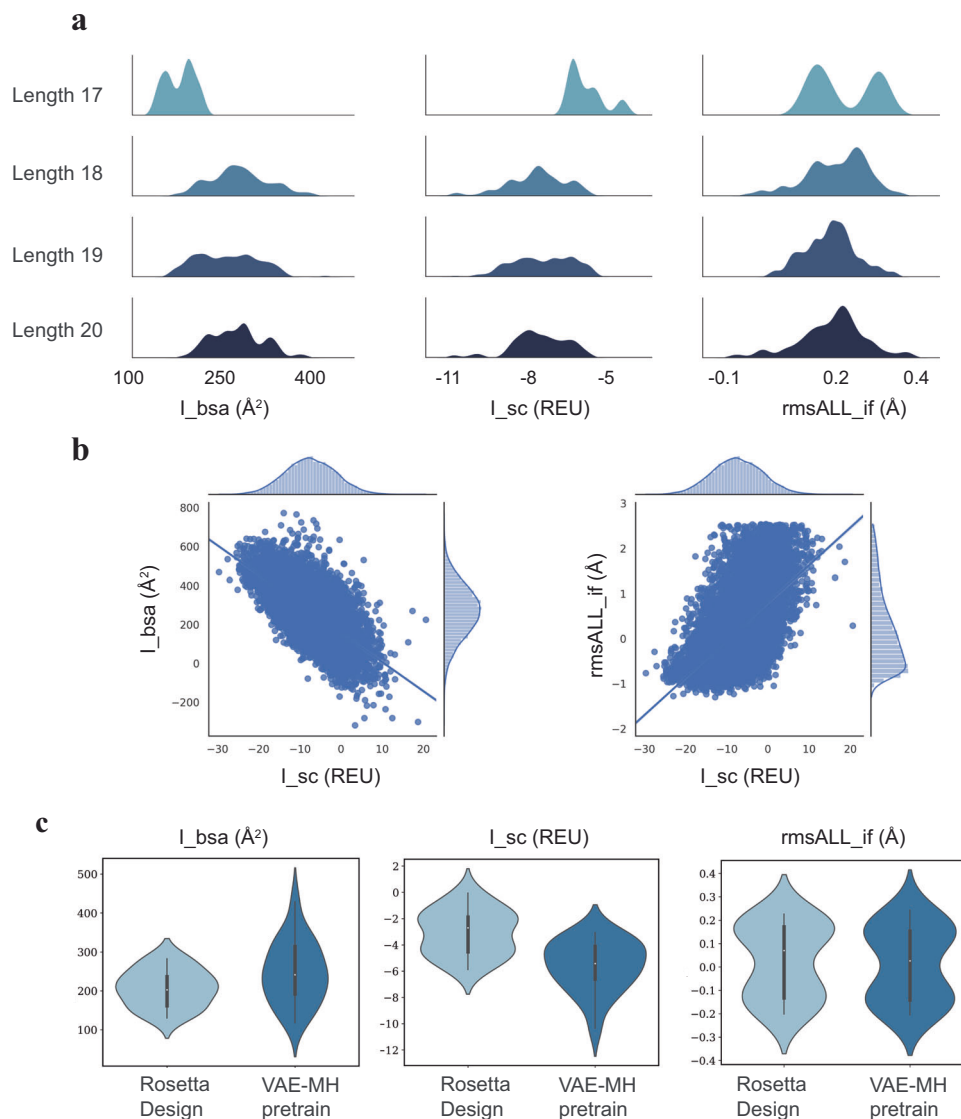 a
Length 17
Length 18
Length 19
Length 20
100 250 400
-11 -8 -5
-0.1 0.2 0.4
I_bsa (Å²)
I_sc (REU)
rmsALL_if (Å)
b
800
600
400
200
0
−200
I_bsa (Å²)
−30 −20 −10 0 10 20
I_sc (REU)
3
2
1
0
−1
−2
rmsALL_if (Å)
−30 −20 −10 0 10 20
I_sc (REU)
c
I_bsa (Å²)
500
400
300
200
100
Rosetta Design
VAE-MH pretrain
I_sc (REU)
2
0
−2
−4
−6
−8
−10
−12
Rosetta Design
VAE-MH pretrain
rmsALL_if (Å)
0.4
0.3
0.2
0.1
0.0
−0.1
−0.2
−0.3
−0.4
Rosetta Design
VAE-MH pretrain